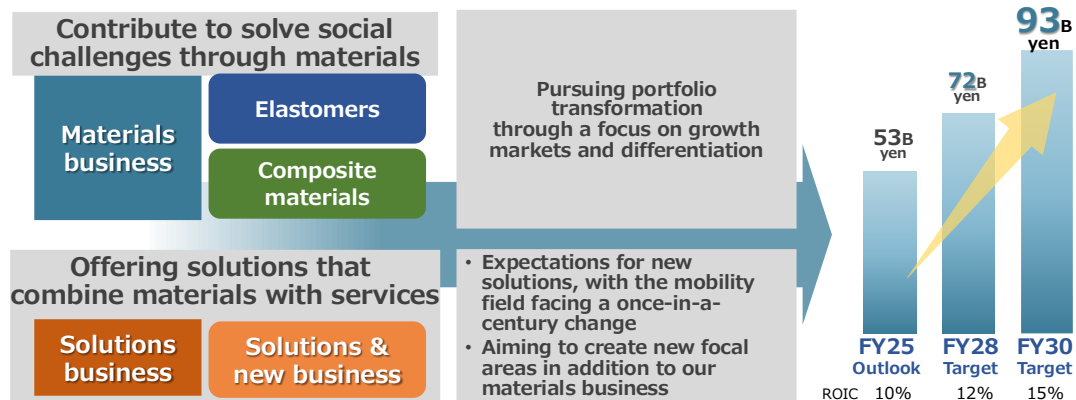 Contribute to solve social
challenges through materials
Materials
business
Elastomers
Composite
materials
Pursuing portfolio
transformation
through a focus on growth
markets and differentiation
Offering solutions that
combine materials with services
Solutions
business
Solutions &
new business
・ Expectations for new
solutions, with the mobility
field facing a once-in-a-
century change
・ Aiming to create new focal
areas in addition to our
materials business
53B
yen
72B
yen
93B
yen
FY25
Outlook
FY28
Target
FY30
Target
ROIC 10% 12% 15%